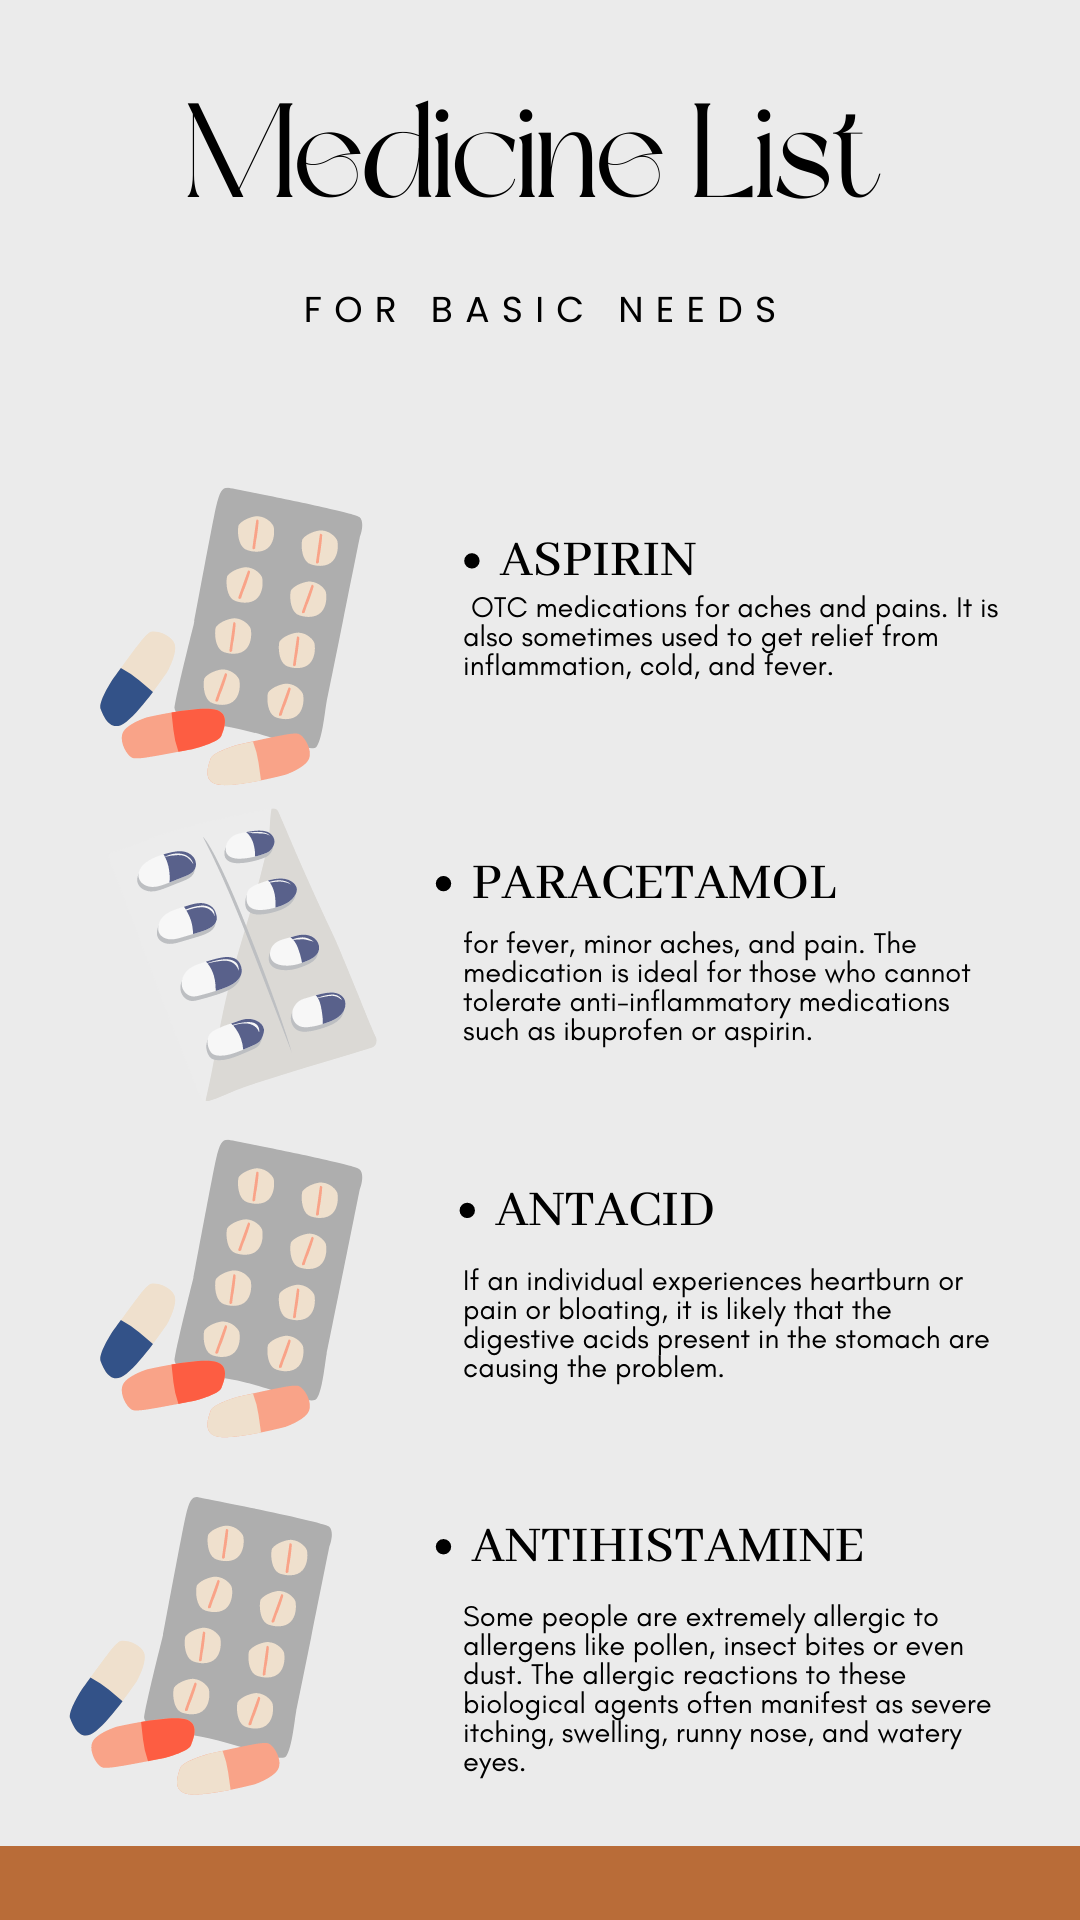 Medicine List
FOR BASIC NEEDS
• ASPIRIN
OTC medications for aches and pains. It is
also sometimes used to get relief from
inflammation, cold, and fever.
• PARACETAMOL
for fever, minor aches, and pain. The
medication is ideal for those who cannot
tolerate anti-inflammatory medications
such as ibuprofen or aspirin.
• ANTACID
If an individual experiences heartburn or
pain or bloating, it is likely that the
digestive acids present in the stomach are
causing the problem.
• ANTIHISTAMINE
Some people are extremely allergic to
allergens like pollen, insect bites or even
dust. The allergic reactions to these
biological agents often manifest as severe
itching, swelling, runny nose, and watery
eyes.